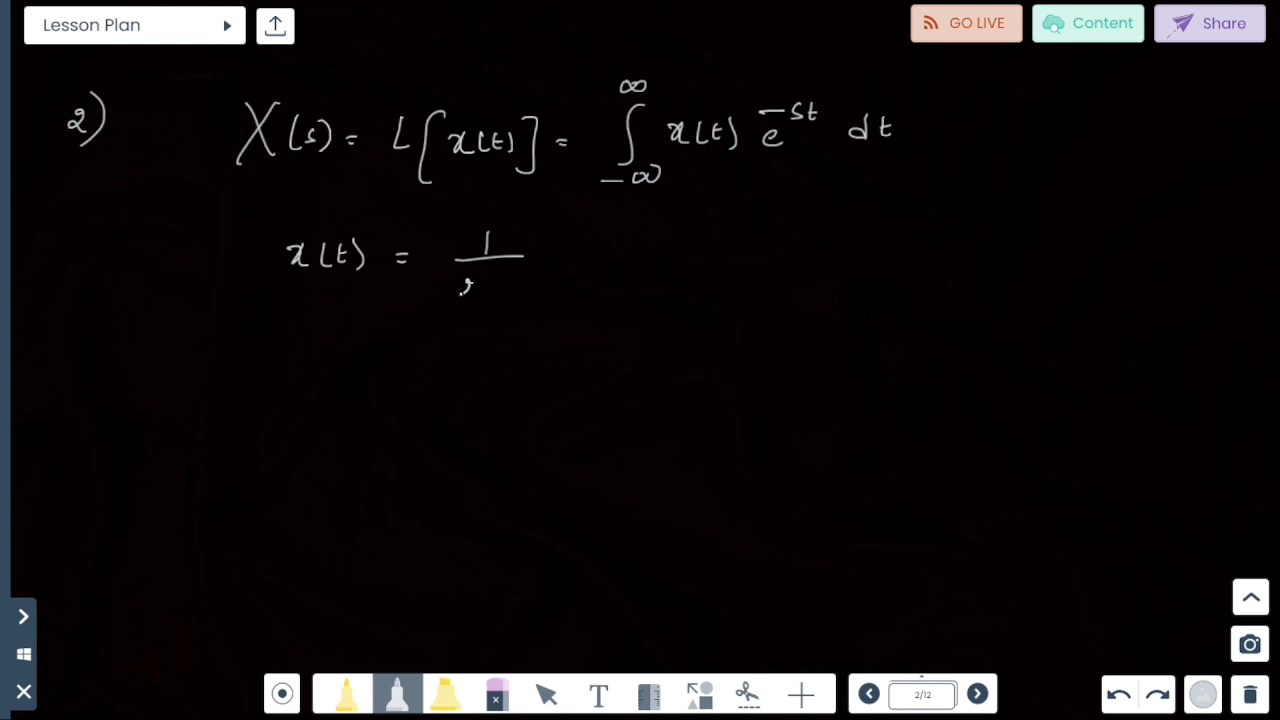 Lesson Plan
GO LIVE
Content
Share
2) X(s) = L[x(t)] = ∫_{-∞}^{∞} x(t) e^{-st} dt
x(t) = 1/
T
2/12